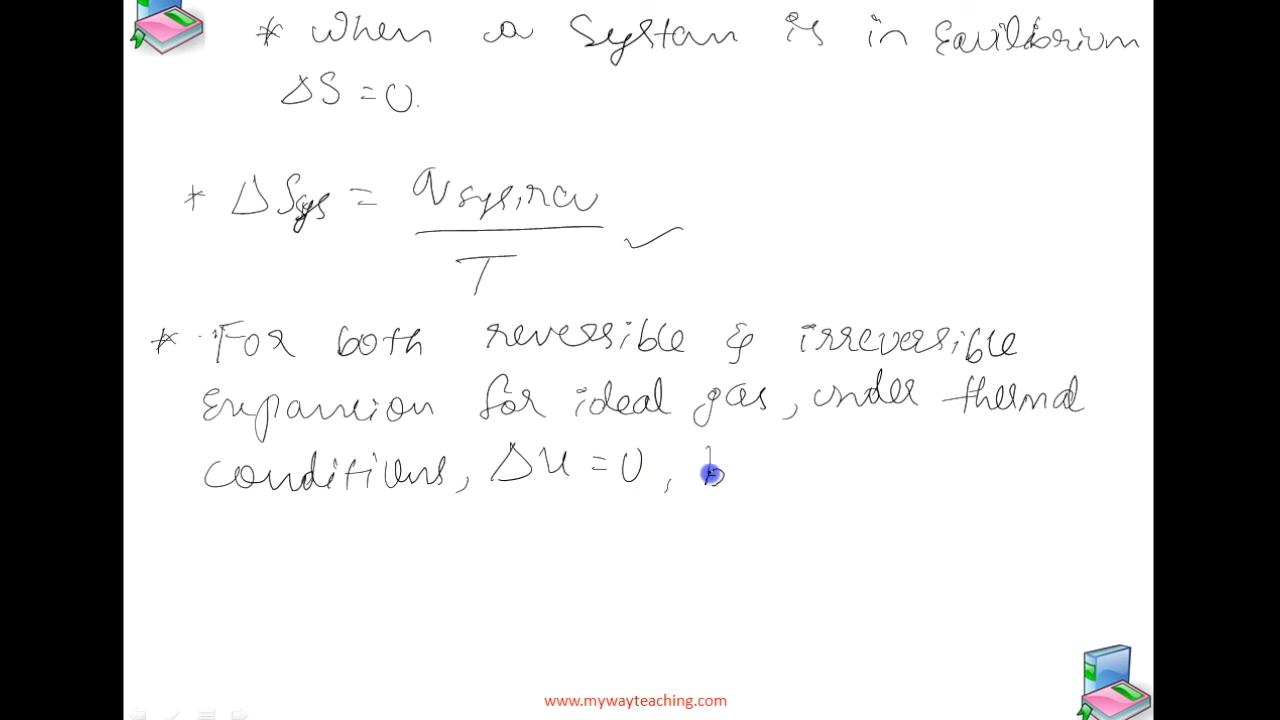 * When a System is in Equilibrium
ΔS = 0.
* ΔSsys = qsys,rev
T
* For both reversible & irreversible
Expansion for ideal gas, under thermal
conditions, ΔU = 0, b
www.mywayteaching.com